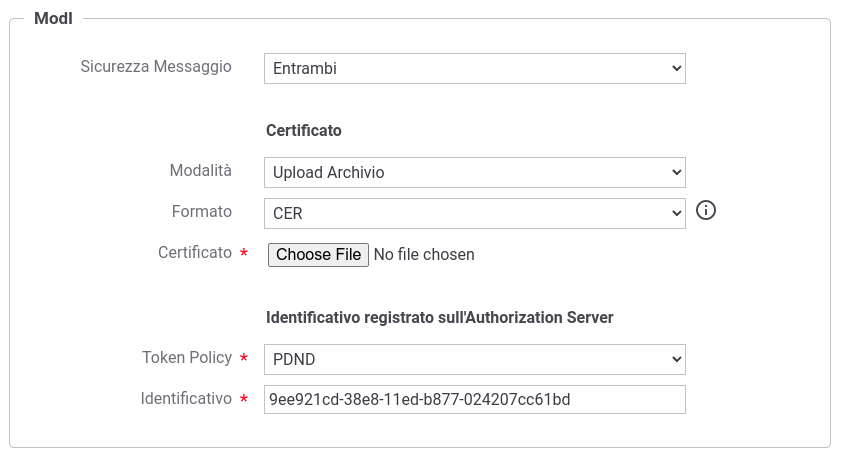 ModI
Sicurezza Messaggio Entrambi
Certificato
Modalità Upload Archivio
Formato CER
Certificato * Choose File No file chosen
Identificativo registrato sull'Authorization Server
Token Policy * PDND
Identificativo * 9ee921cd-38e8-11ed-b877-024207cc61bd